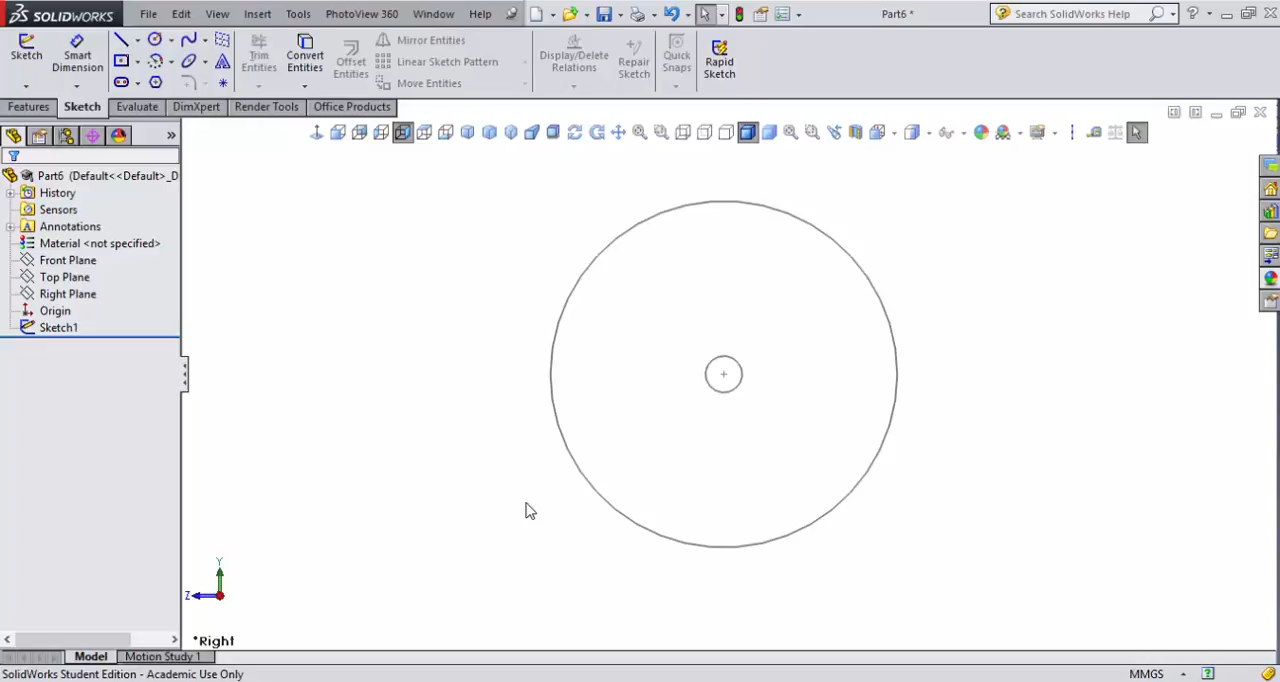 SOLIDWORKS File Edit View Insert Tools PhotoView 360 Window Help Part6 * Search SolidWorks Help
Sketch Smart Dimension Trim Entities Convert Entities Offset Entities Mirror Entities Linear Sketch Pattern Move Entities Display/Delete Relations Repair Sketch Quick Snaps Rapid Sketch
Features Sketch Evaluate DimXpert Render Tools Office Products
Part6 (Default<<Default>_D
History
Sensors
Annotations
Material <not specified>
Front Plane
Top Plane
Right Plane
Origin
Sketch1
Y
Z
*Right
Model Motion Study 1
SolidWorks Student Edition - Academic Use Only MMGS